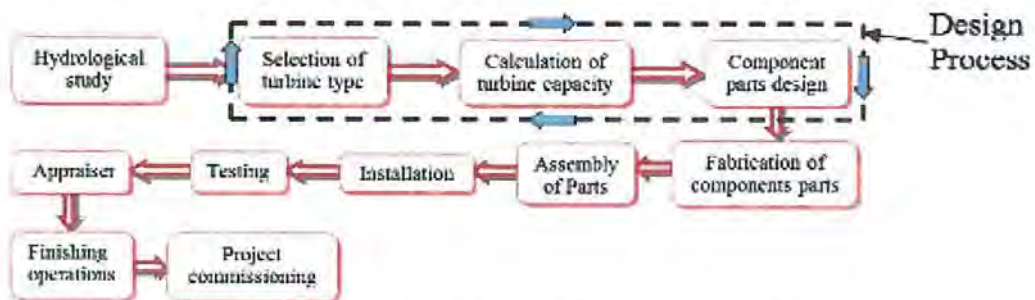 Design
Process
Hydrological
study
Selection of
turbine type
Calculation of
turbine capacity
Component
parts design
Fabrication of
components parts
Assembly
of Parts
Installation
Testing
Appraiser
Finishing
operations
Project
commissioning